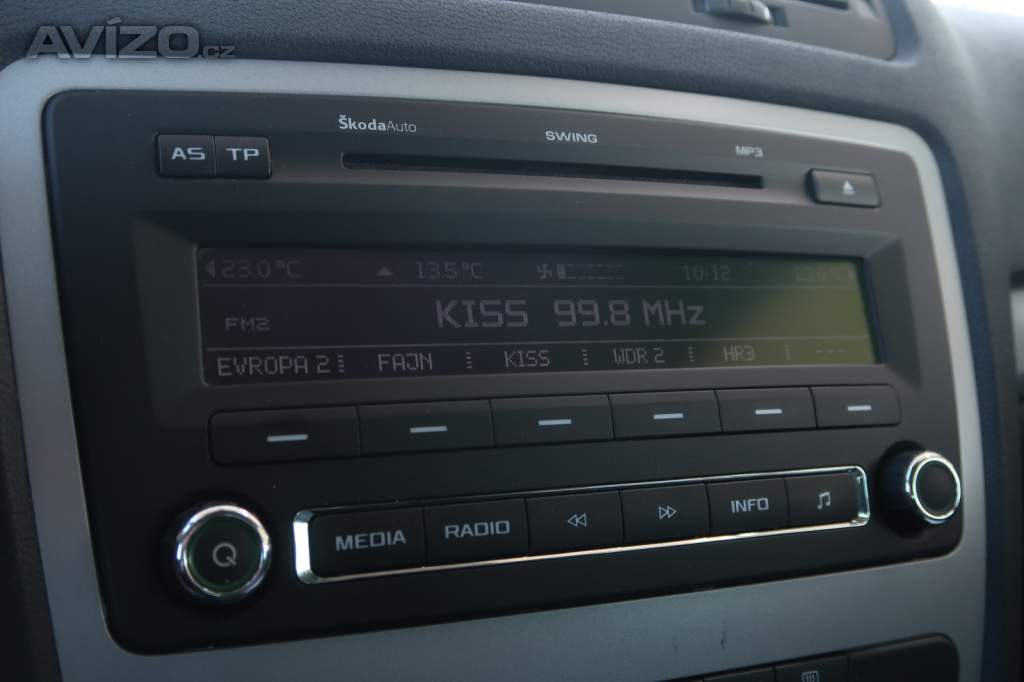 AVÍZO.cz
ŠkodaAuto SWING MP3
AS TP
23.0°C 13.5°C 10:12
KISS 99.8 MHz
FM2
EVROPA 2 FAJN KISS WDR 2 HR3 ---
MEDIA RADIO INFO
Q